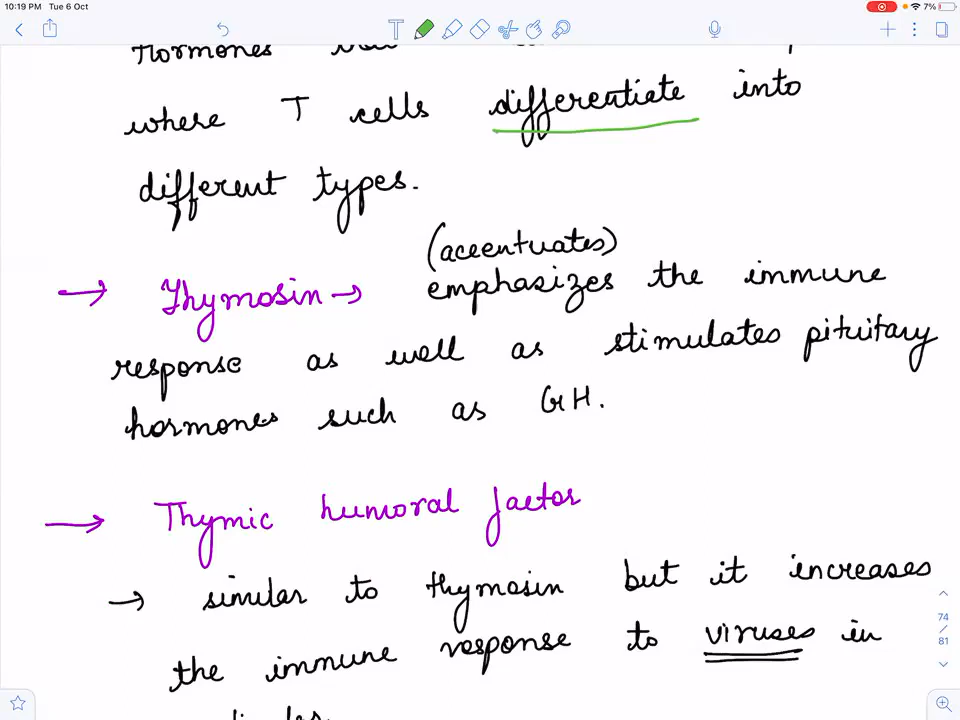 10:19 PM Tue 6 Oct
7%
Hormones
where T cells differentiate into
different types.
(accentuates)
→ Thymosin → emphasizes the immune
response as well as stimulates pituitary
hormones such as GH.
→ Thymic humoral factor
→ similar to thymosin but it increases
the immune response to viruses in
74
/
81